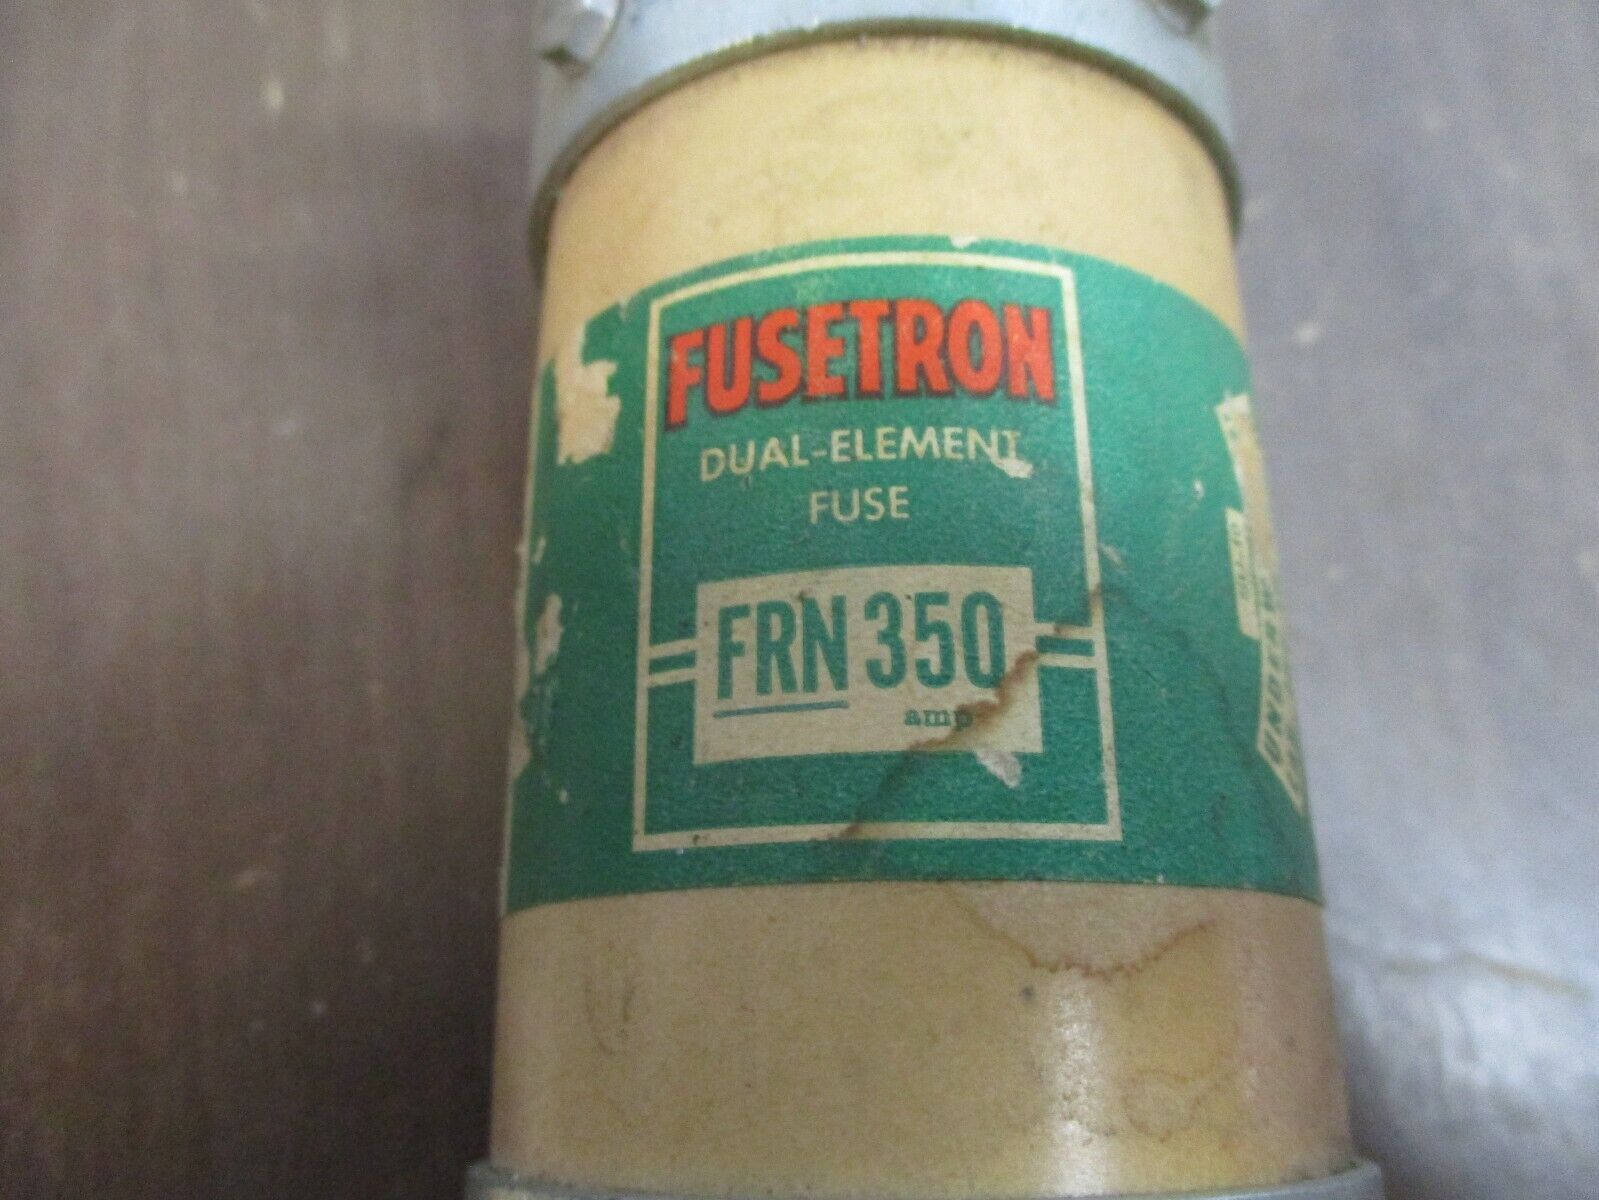 FUSETRON
DUAL-ELEMENT
FUSE
FRN 350
amp